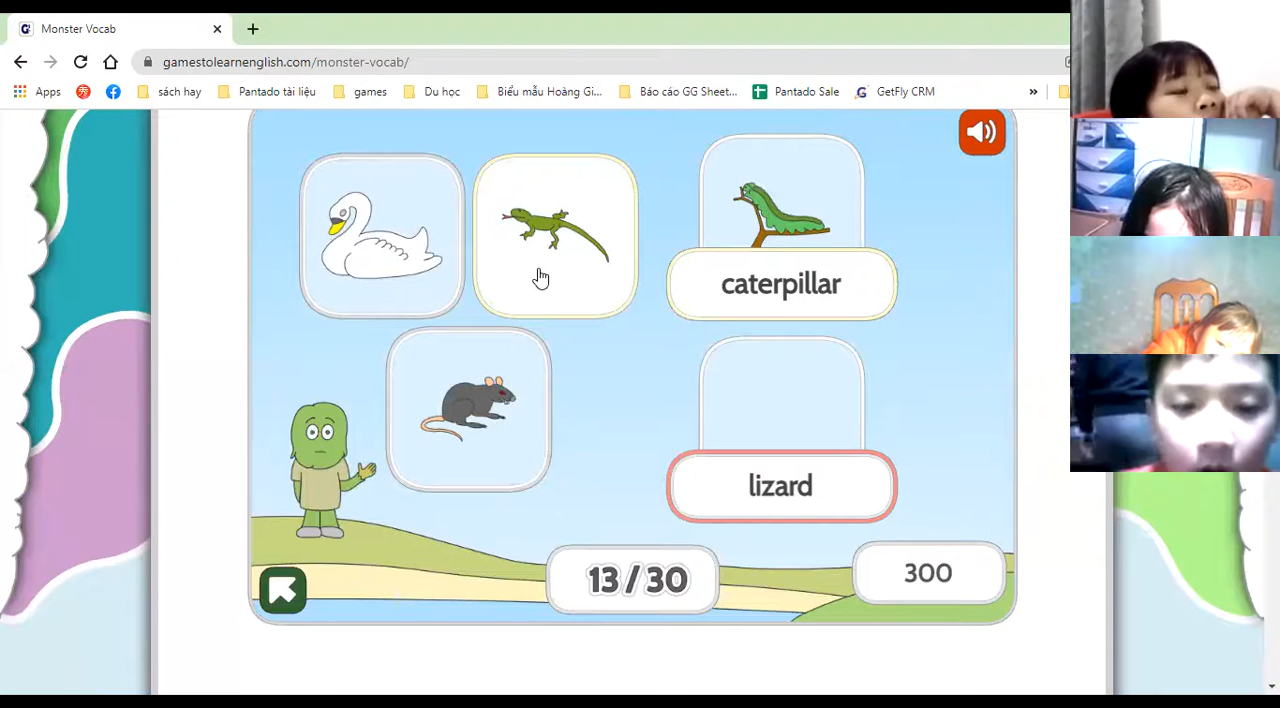 Monster Vocab
gamestolearnenglish.com/monster-vocab/
Apps sách hay Pantado tài liệu games Du học Biểu mẫu Hoàng Gi... Báo cáo GG Sheet... Pantado Sale GetFly CRM »
caterpillar
lizard
13 / 30
300